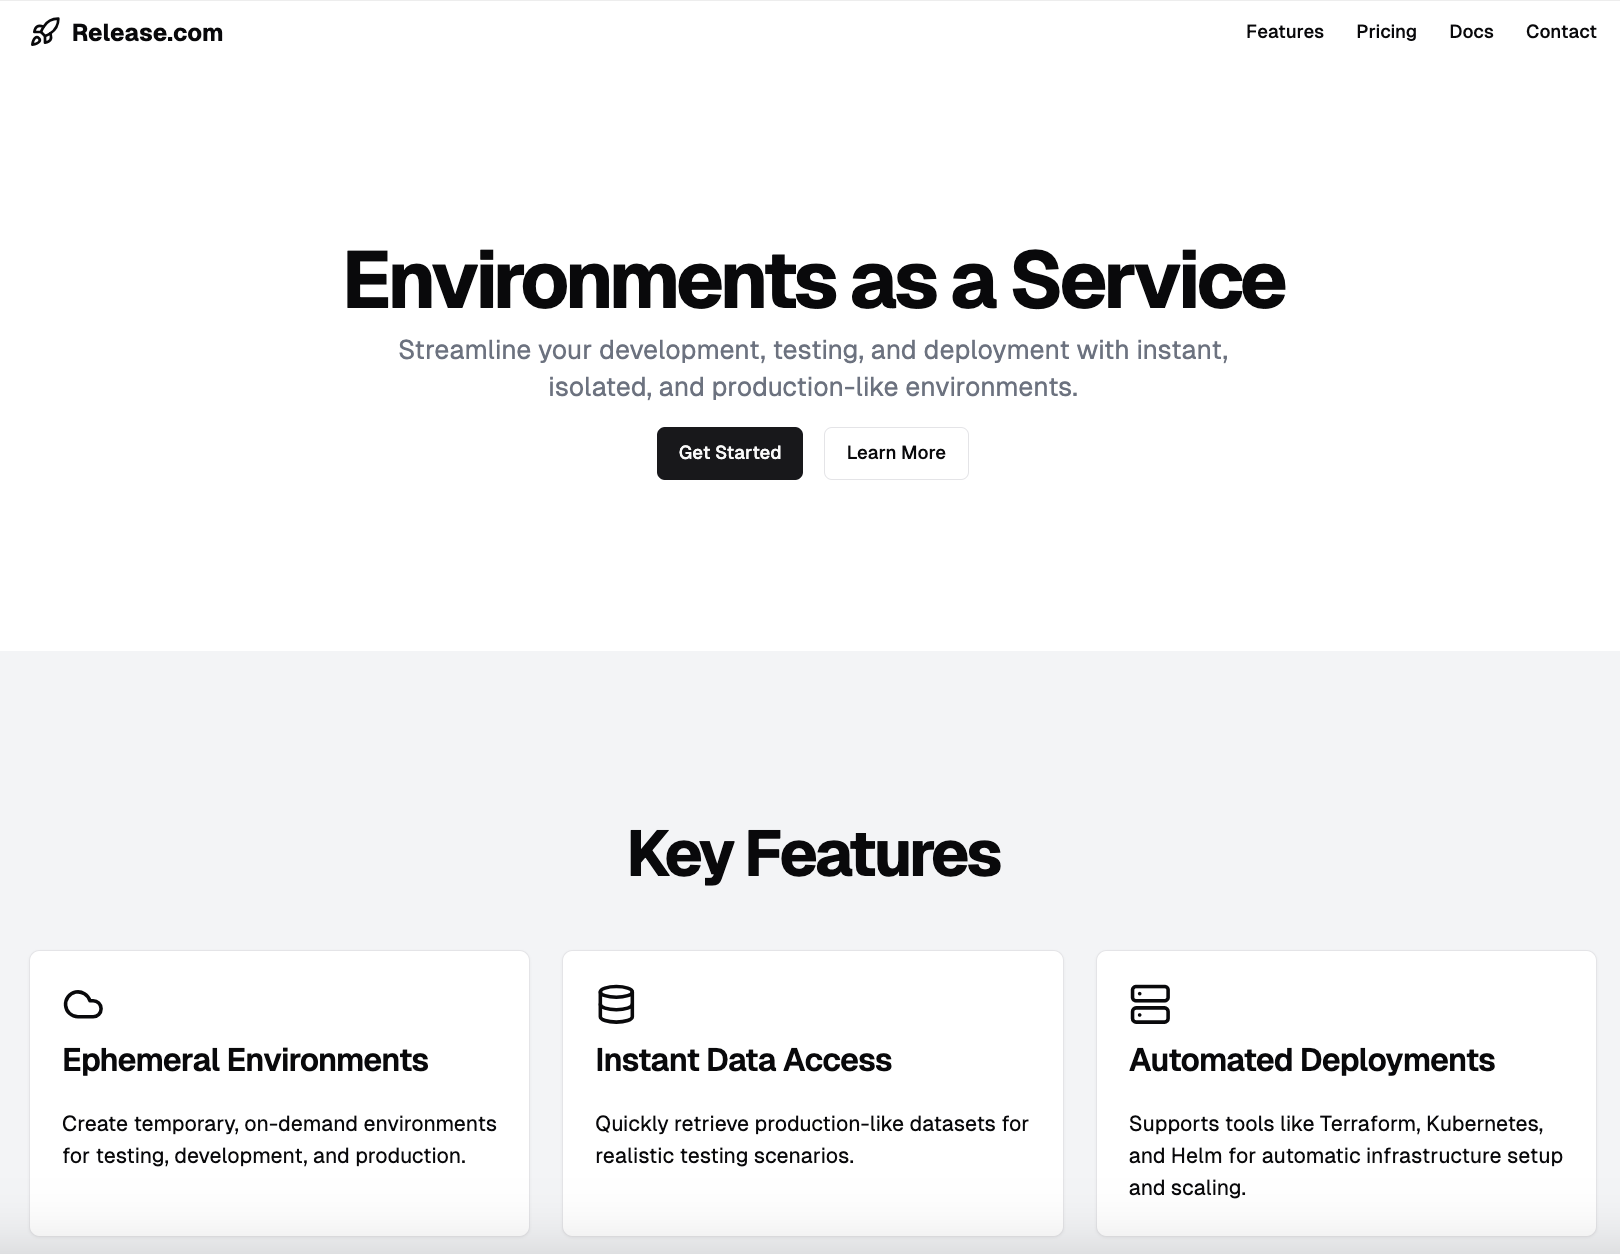 Release.com
Features
Pricing
Docs
Contact
Environments as a Service
Streamline your development, testing, and deployment with instant,
isolated, and production-like environments.
Get Started
Learn More
Key Features
Ephemeral Environments
Create temporary, on-demand environments
for testing, development, and production.
Instant Data Access
Quickly retrieve production-like datasets for
realistic testing scenarios.
Automated Deployments
Supports tools like Terraform, Kubernetes,
and Helm for automatic infrastructure setup
and scaling.